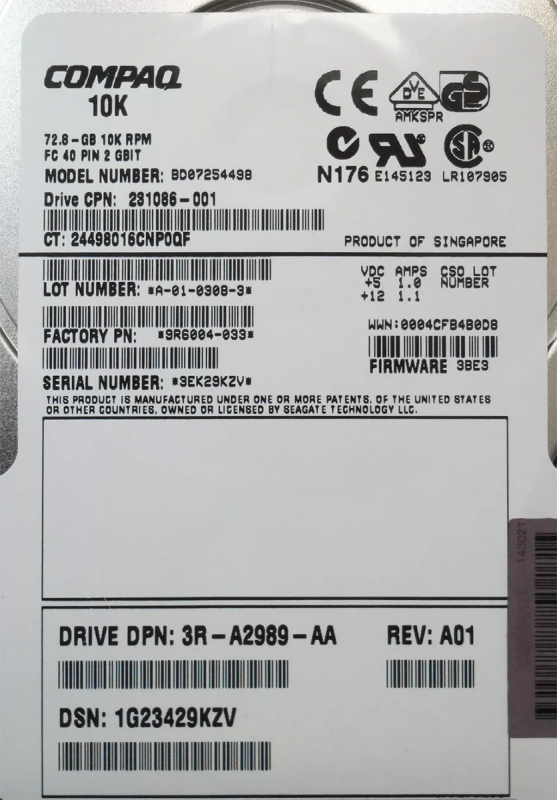 COMPAQ
10K
72.8-GB 10K RPM
FC 40 PIN 2 GBIT
MODEL NUMBER: BD07254498
Drive CPN: 231086-001
CT: 24498016CNP0QF
CE
DVE
GS
AMKSPR
N176 E145123 LR107905
PRODUCT OF SINGAPORE
LOT NUMBER: *A-01-0308-3*
VDC AMPS CSO LOT
+5 1.0 NUMBER
+12 1.1
FACTORY PN: *9R6004-033*
WWN:0004CFB4B0D8
FIRMWARE 3BE3
SERIAL NUMBER: *3EK29KZV*
THIS PRODUCT IS MANUFACTURED UNDER ONE OR MORE PATENTS, OF THE UNITED STATES
OR OTHER COUNTRIES, OWNED OR LICENSED BY SEAGATE TECHNOLOGY LLC.
143021
DRIVE DPN: 3R-A2989-AA REV: A01
DSN: 1G23429KZV